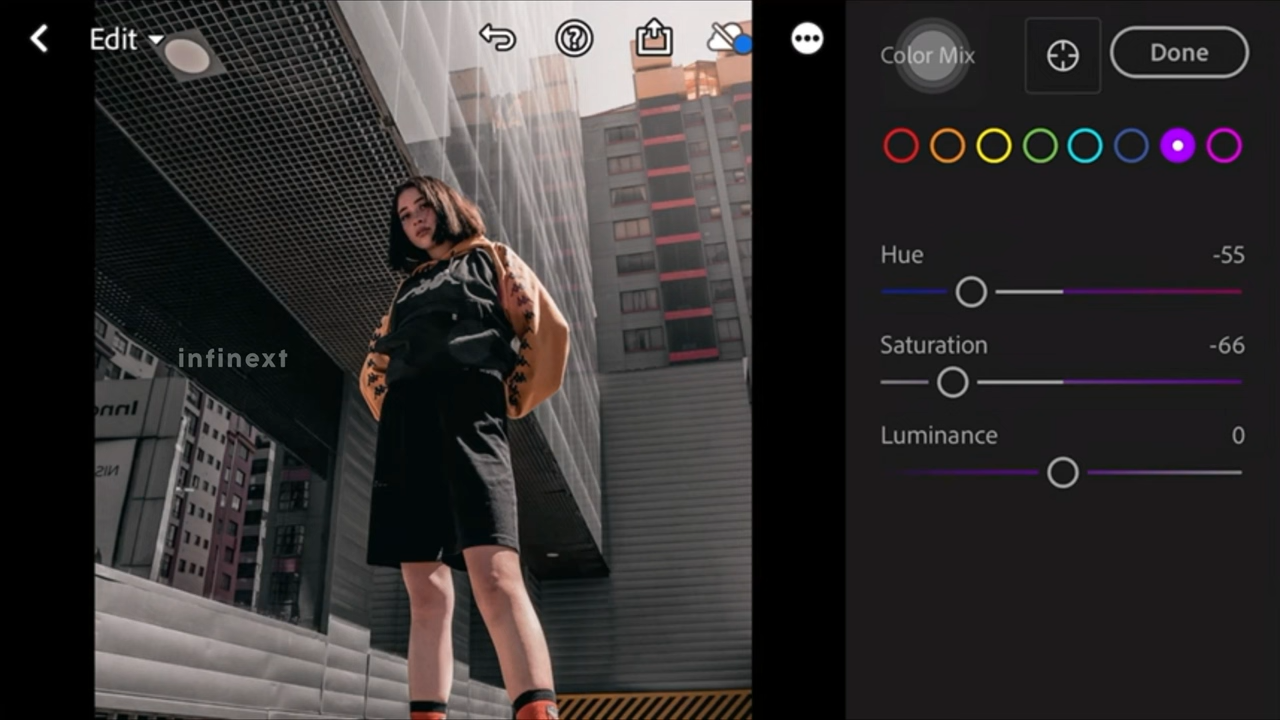 Edit
Color Mix
Done
Hue
-55
Saturation
-66
Luminance
0
infinext